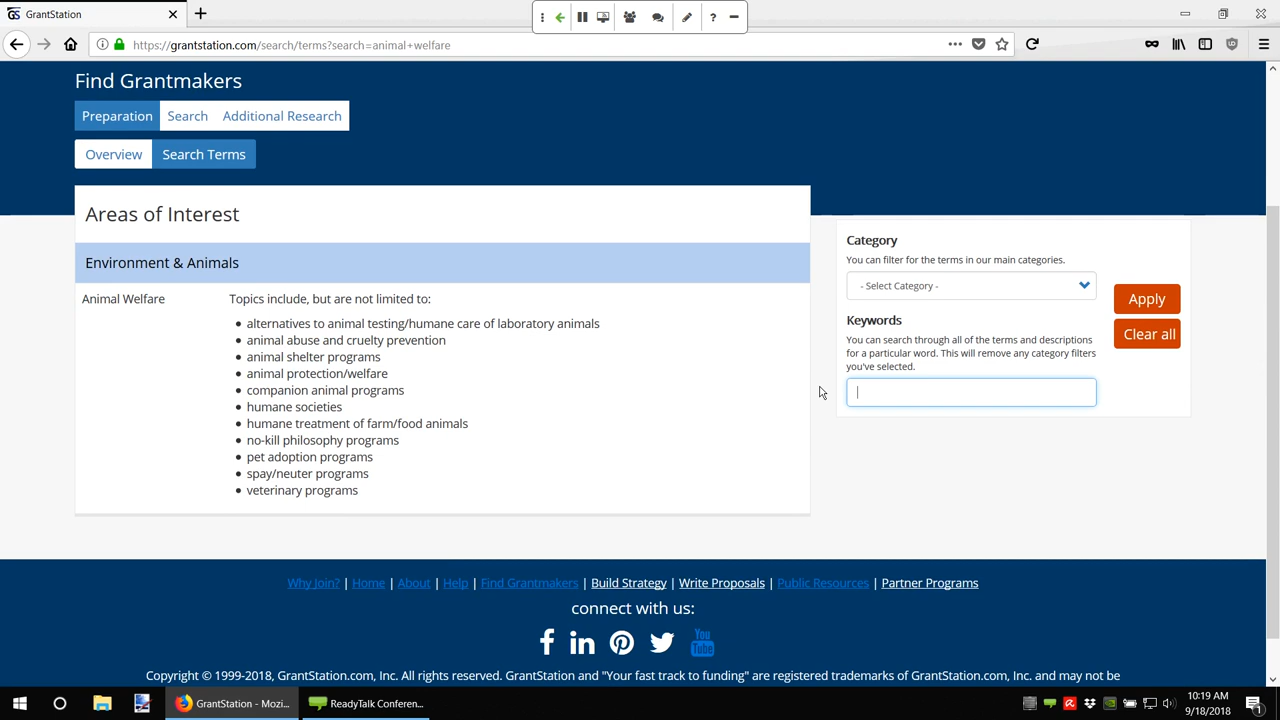 GrantStation
https://grantstation.com/search/terms?search=animal+welfare
Find Grantmakers
Preparation Search Additional Research
Overview Search Terms
Areas of Interest
Environment & Animals
Animal Welfare Topics include, but are not limited to:
alternatives to animal testing/humane care of laboratory animals
animal abuse and cruelty prevention
animal shelter programs
animal protection/welfare
companion animal programs
humane societies
humane treatment of farm/food animals
no-kill philosophy programs
pet adoption programs
spay/neuter programs
veterinary programs
Category
You can filter for the terms in our main categories.
- Select Category -
Apply
Keywords
Clear all
You can search through all of the terms and descriptions
for a particular word. This will remove any category filters
you've selected.
Why Join? | Home | About | Help | Find Grantmakers | Build Strategy | Write Proposals | Public Resources | Partner Programs
connect with us:
You
Tube
Copyright © 1999-2018, GrantStation.com, Inc. All rights reserved. GrantStation and "Your fast track to funding" are registered trademarks of GrantStation.com, Inc. and may not be
GrantStation - Mozi...
ReadyTalk Conferen...
10:19 AM
9/18/2018